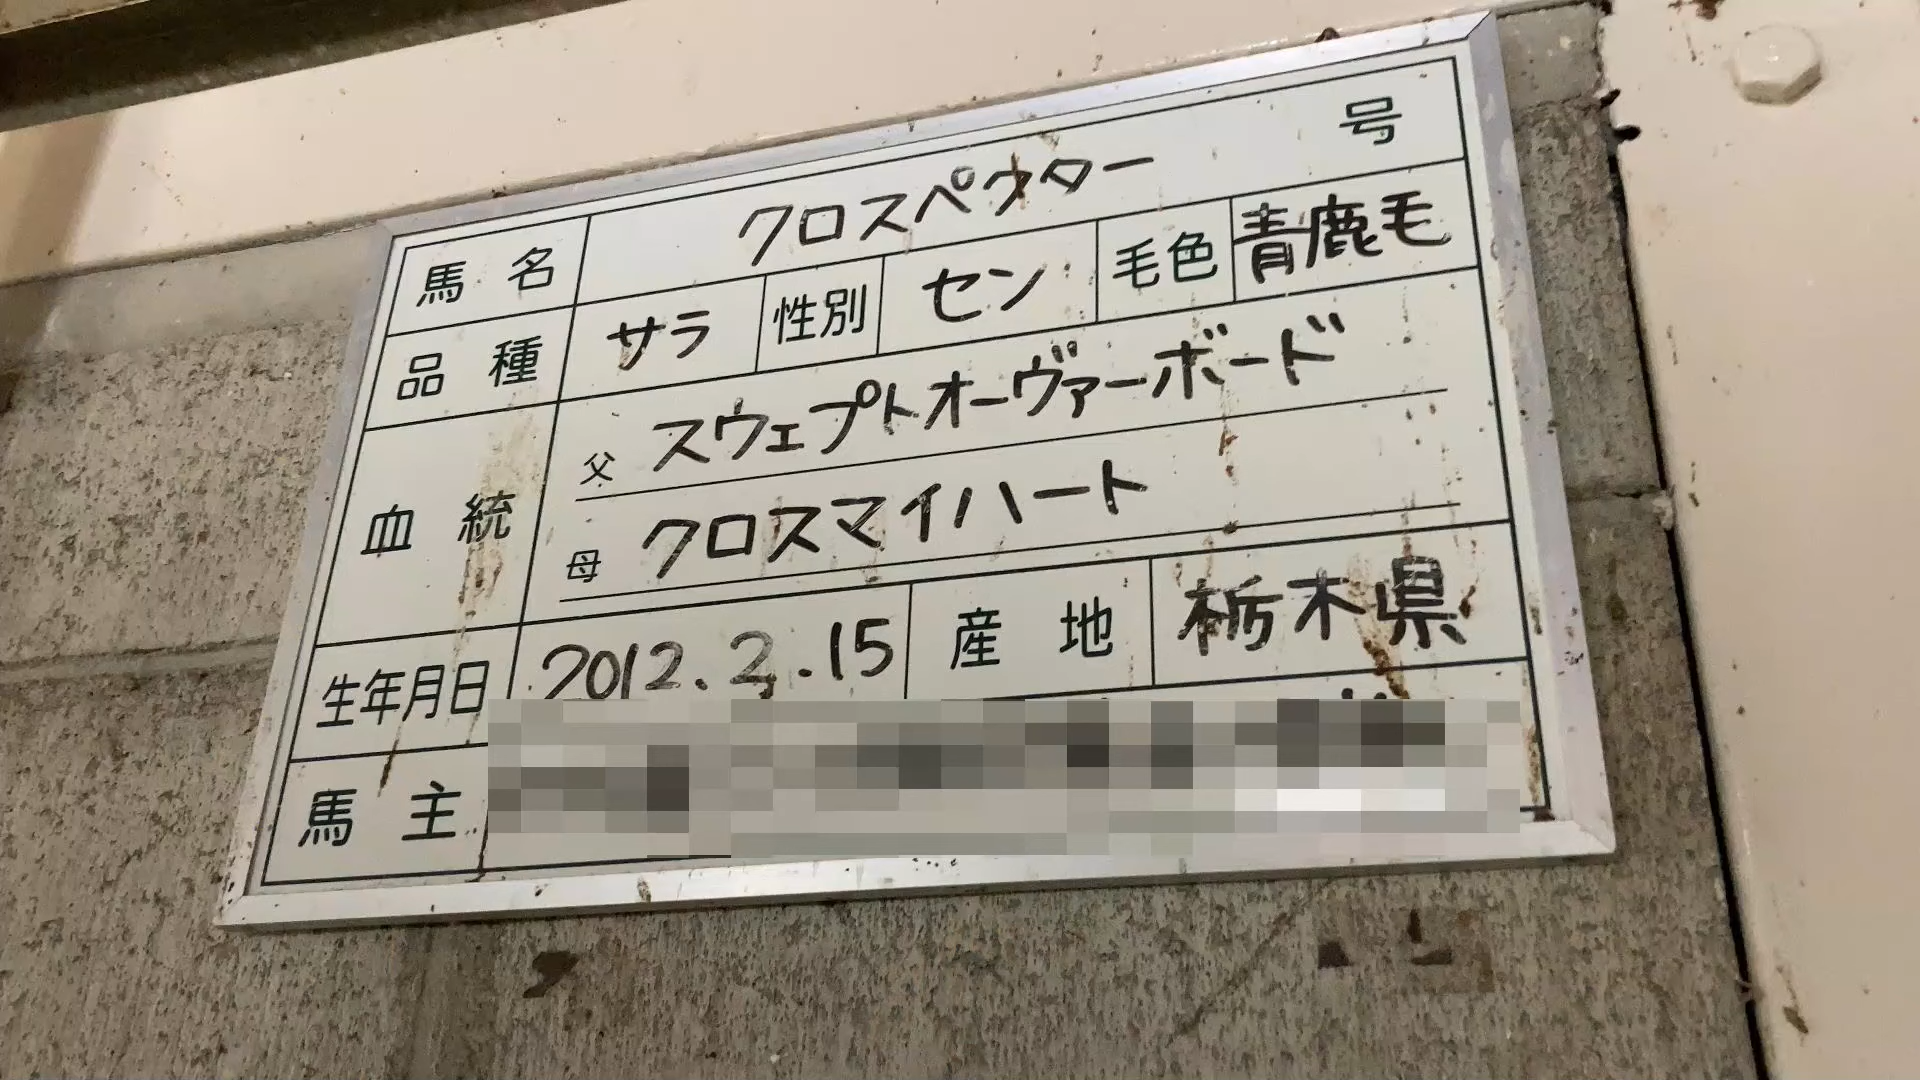 馬名 クロスペクター 号
品種 サラ 性別 セン 毛色 青鹿毛
血統 父 スウェプトオーヴァーボード
母 クロスマイハート
生年月日 2012.2.15 産地 栃木県
馬主